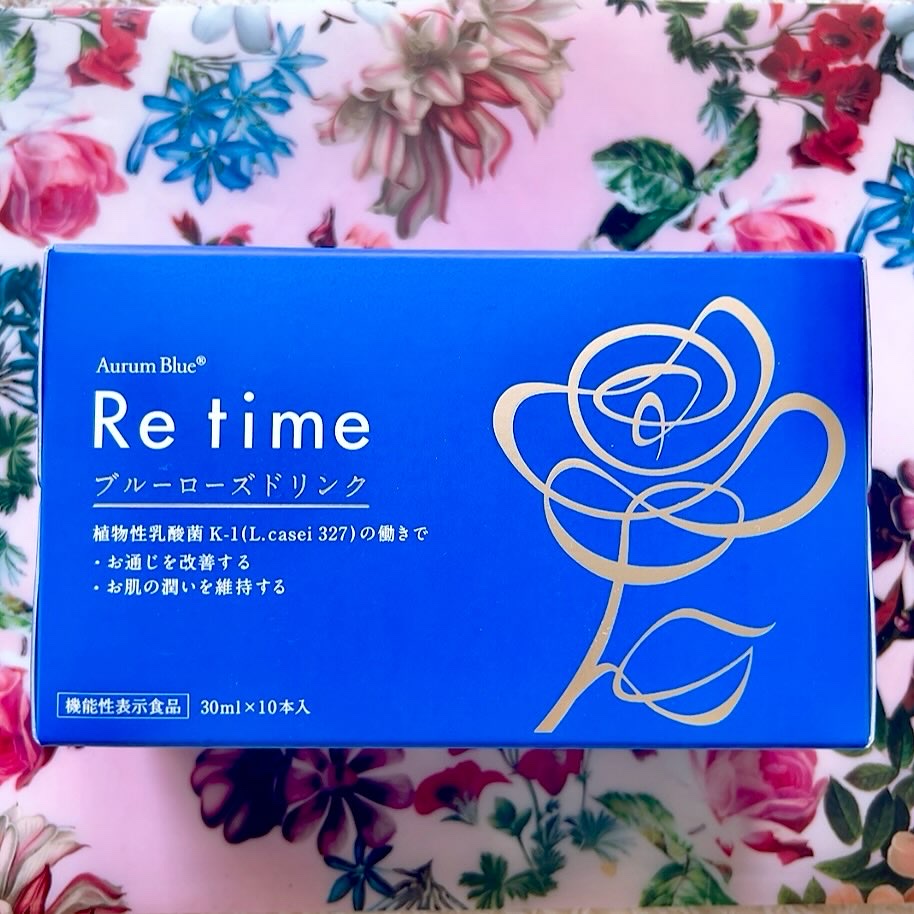 Aurum Blue®
Re time
ブルーローズドリンク
植物性乳酸菌 K-1(L.casei 327)の働きで
・お通じを改善する
・お肌の潤いを維持する
機能性表示食品 30ml×10本入